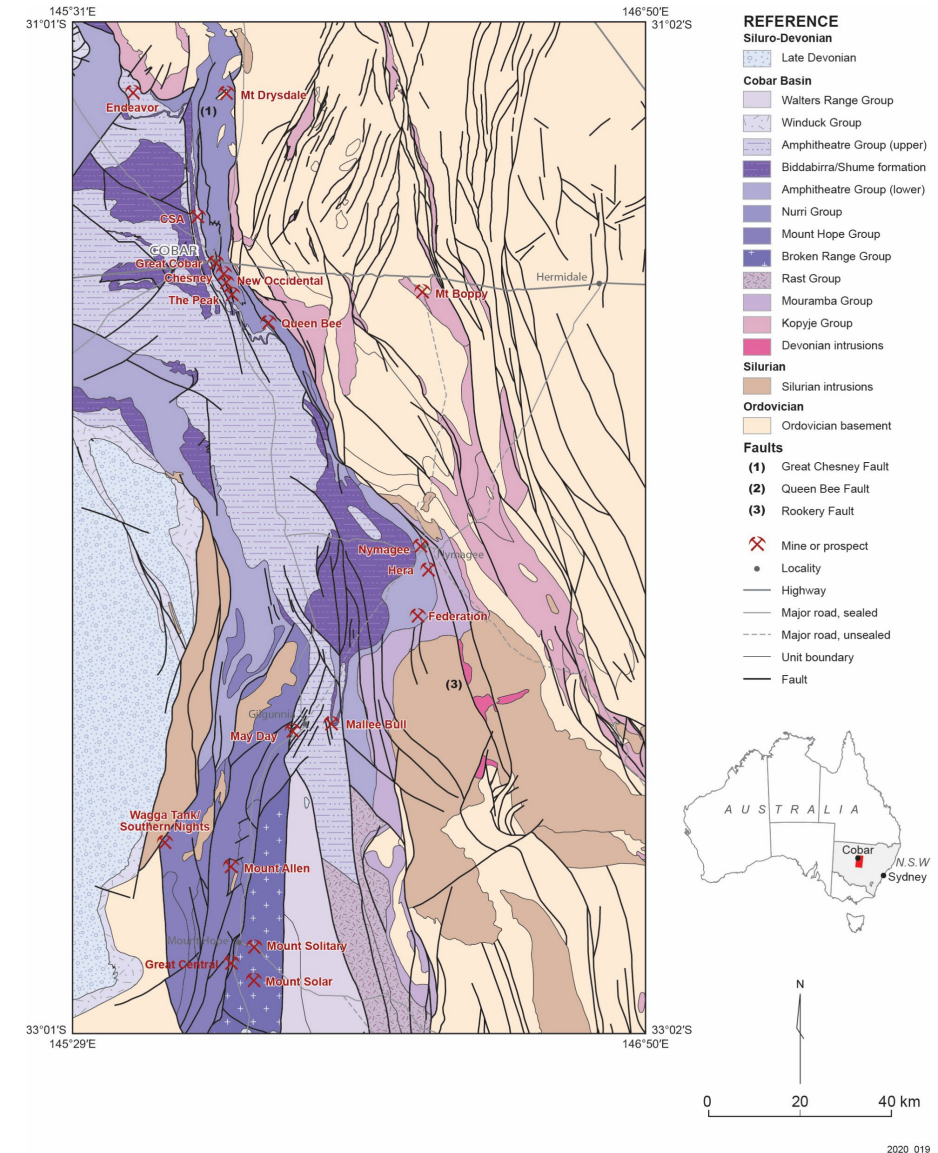 145°31'E
146°50'E
31°01'S
31°02'S
Endeavor
Mt Drysdale
(1)
CSA
COBAR
Great Cobar
Chesney
New Occidental
The Peak
Queen Bee
Mt Boppy
Hermidale
Nymagee
Nymagee
Hera
Federation
(3)
Gilgunnia
May Day
Mallee Bull
Wagga Tank/
Southern Nights
Mount Allen
Mount Hope
Mount Solitary
Great Central
Mount Solar
33°01'S
33°02'S
145°29'E
146°50'E
REFERENCE
Siluro-Devonian
Late Devonian
Cobar Basin
Walters Range Group
Winduck Group
Amphitheatre Group (upper)
Biddabirra/Shume formation
Amphitheatre Group (lower)
Nurri Group
Mount Hope Group
Broken Range Group
Rast Group
Mouramba Group
Kopyje Group
Devonian intrusions
Silurian
Silurian intrusions
Ordovician
Ordovician basement
Faults
(1) Great Chesney Fault
(2) Queen Bee Fault
(3) Rookery Fault
Mine or prospect
Locality
Highway
Major road, sealed
Major road, unsealed
Unit boundary
Fault
AUSTRALIA
Cobar
N.S.W
Sydney
N
0 20 40 km
2020_019